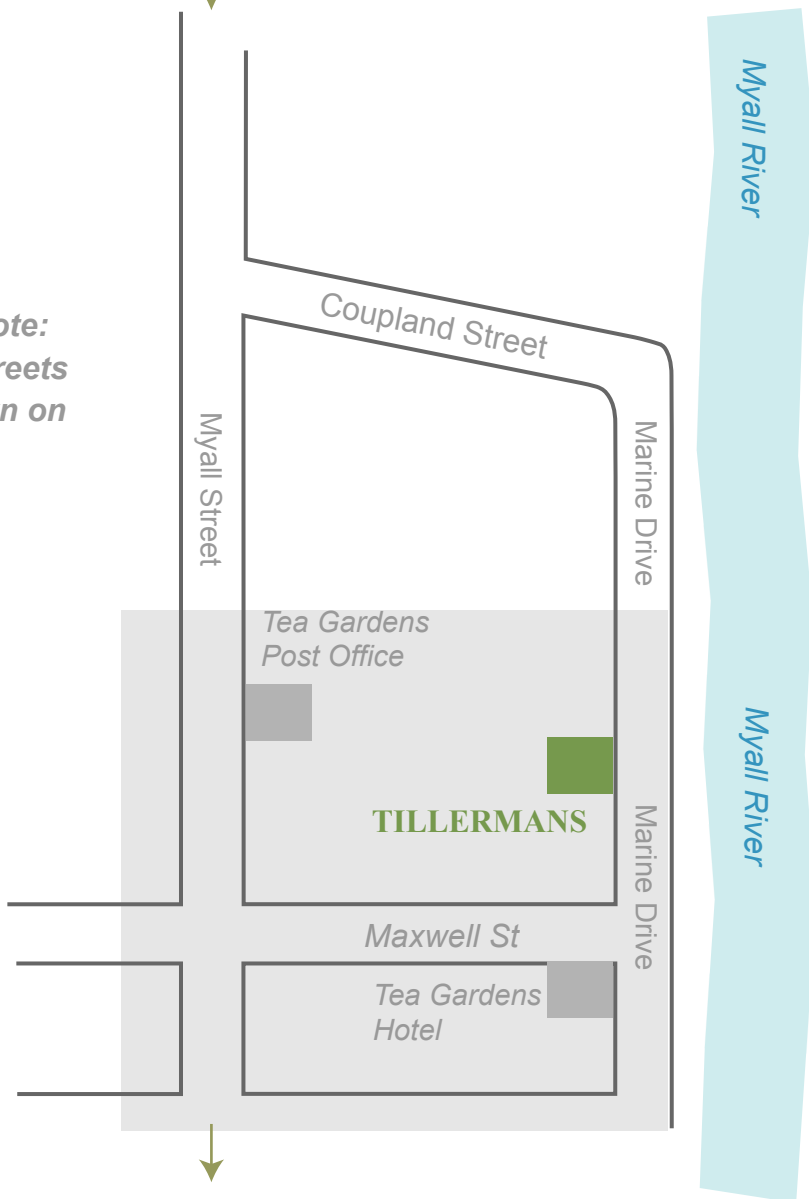 Myall River
Coupland Street
ote:
reets
n on
Myall Street
Marine Drive
Tea Gardens
Post Office
Myall River
TILLERMANS
Marine Drive
Maxwell St
Tea Gardens
Hotel